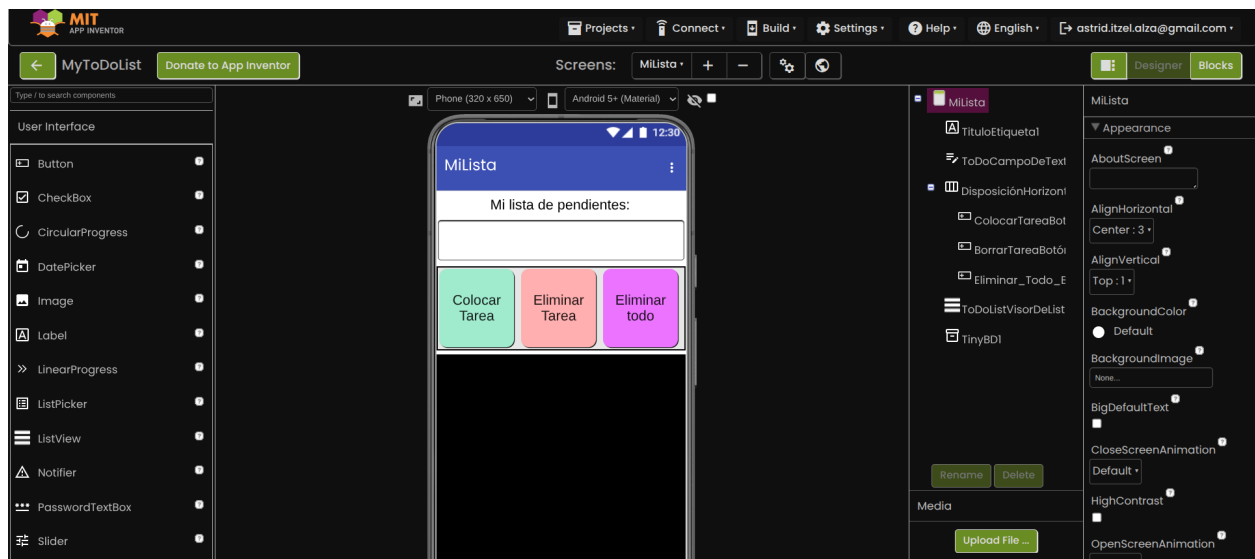 MIT
APP INVENTOR
Projects
Connect
Build
Settings
Help
English
astrid.itzel.alza@gmail.com
MyToDoList
Donate to App Inventor
Screens:
MiLista
Designer
Blocks
Type / to search components
User Interface
Button
CheckBox
CircularProgress
DatePicker
Image
Label
LinearProgress
ListPicker
ListView
Notifier
PasswordTextBox
Slider
Phone (320 x 650)
Android 5+ (Material)
12:30
MiLista
Mi lista de pendientes:
Colocar
Tarea
Eliminar
Tarea
Eliminar
todo
MiLista
TituloEtiqueta1
ToDoCampoDeText
DisposiciónHorizont
ColocarTareaBot
BorrarTareaBotó
Eliminar_Todo_E
ToDoListVisorDeList
TinyBD1
Rename
Delete
Media
Upload File ...
MiLista
Appearance
AboutScreen
AlignHorizontal
Center : 3
AlignVertical
Top : 1
BackgroundColor
Default
BackgroundImage
None...
BigDefaultText
CloseScreenAnimation
Default
HighContrast
OpenScreenAnimation